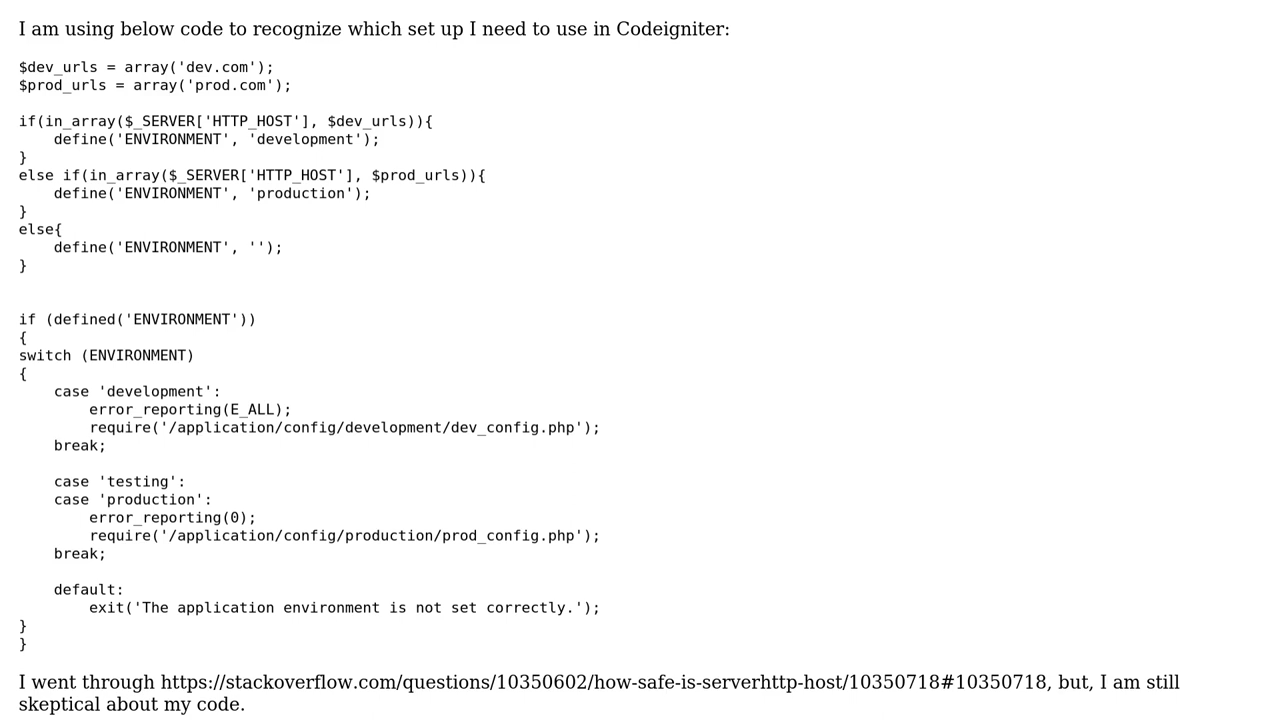 I am using below code to recognize which set up I need to use in Codeigniter:
$dev_urls = array('dev.com');
$prod_urls = array('prod.com');
if(in_array($_SERVER['HTTP_HOST'], $dev_urls)){
    define('ENVIRONMENT', 'development');
}
else if(in_array($_SERVER['HTTP_HOST'], $prod_urls)){
    define('ENVIRONMENT', 'production');
}
else{
    define('ENVIRONMENT', '');
}
if (defined('ENVIRONMENT'))
{
switch (ENVIRONMENT)
{
    case 'development':
        error_reporting(E_ALL);
        require('/application/config/development/dev_config.php');
    break;
    case 'testing':
    case 'production':
        error_reporting(0);
        require('/application/config/production/prod_config.php');
    break;
    default:
        exit('The application environment is not set correctly.');
}
}
I went through https://stackoverflow.com/questions/10350602/how-safe-is-serverhttp-host/10350718#10350718, but, I am still
skeptical about my code.